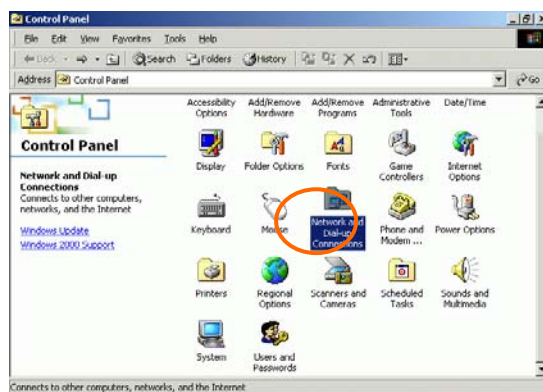 Control Panel
File Edit View Favorites Tools Help
Back Search Folders History
Address Control Panel Go
Control Panel
Network and Dial-up
Connections
Connects to other computers,
networks, and the Internet
Windows Update
Windows 2000 Support
Accessibility Options
Add/Remove Hardware
Add/Remove Programs
Administrative Tools
Date/Time
Display
Folder Options
Fonts
Game Controllers
Internet Options
Keyboard
Mouse
Network and Dial-up Connections
Phone and Modem ...
Power Options
Printers
Regional Options
Scanners and Cameras
Scheduled Tasks
Sounds and Multimedia
System
Users and Passwords
Connects to other computers, networks, and the Internet